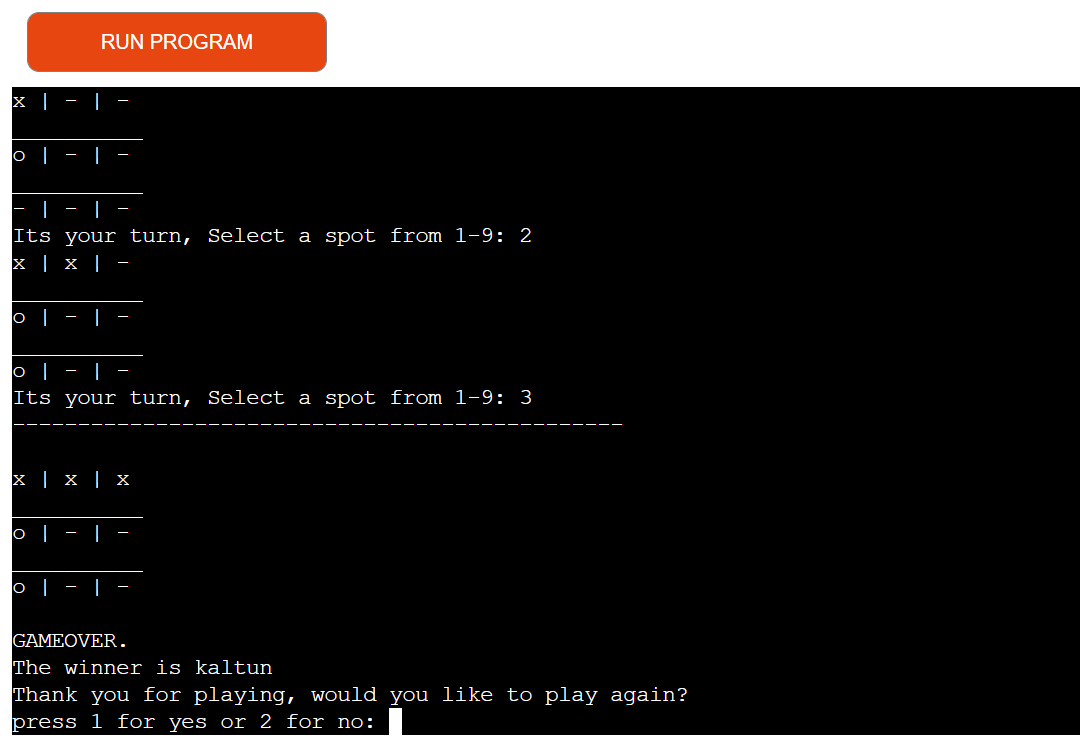 RUN PROGRAM
x | - | -
__________
o | - | -
__________
- | - | -
Its your turn, Select a spot from 1-9: 2
x | x | -
__________
o | - | -
__________
o | - | -
Its your turn, Select a spot from 1-9: 3
-----------------------------------------------
x | x | x
__________
o | - | -
__________
o | - | -
GAMEOVER.
The winner is kaltun
Thank you for playing, would you like to play again?
press 1 for yes or 2 for no: